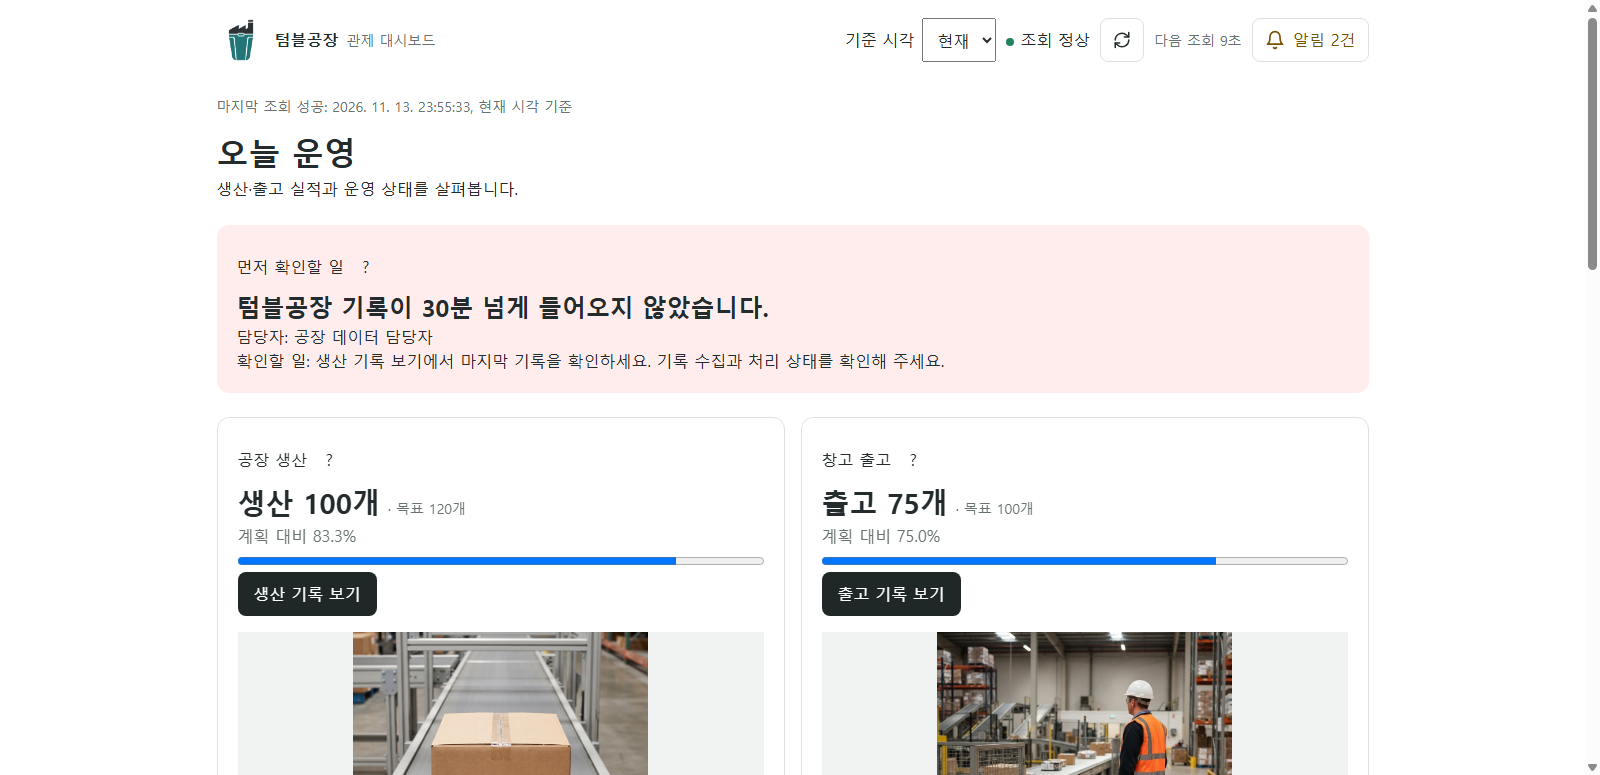 텀블공장 관제 대시보드
기준 시각 현재 조회 정상 다음 조회 9초 알림 2건
마지막 조회 성공: 2026. 11. 13. 23:55:33, 현재 시각 기준
오늘 운영
생산·출고 실적과 운영 상태를 살펴봅니다.
먼저 확인할 일 ?
텀블공장 기록이 30분 넘게 들어오지 않았습니다.
담당자: 공장 데이터 담당자
확인할 일: 생산 기록 보기에서 마지막 기록을 확인하세요. 기록 수집과 처리 상태를 확인해 주세요.
공장 생산 ?
생산 100개 · 목표 120개
계획 대비 83.3%
생산 기록 보기
창고 출고 ?
출고 75개 · 목표 100개
계획 대비 75.0%
출고 기록 보기